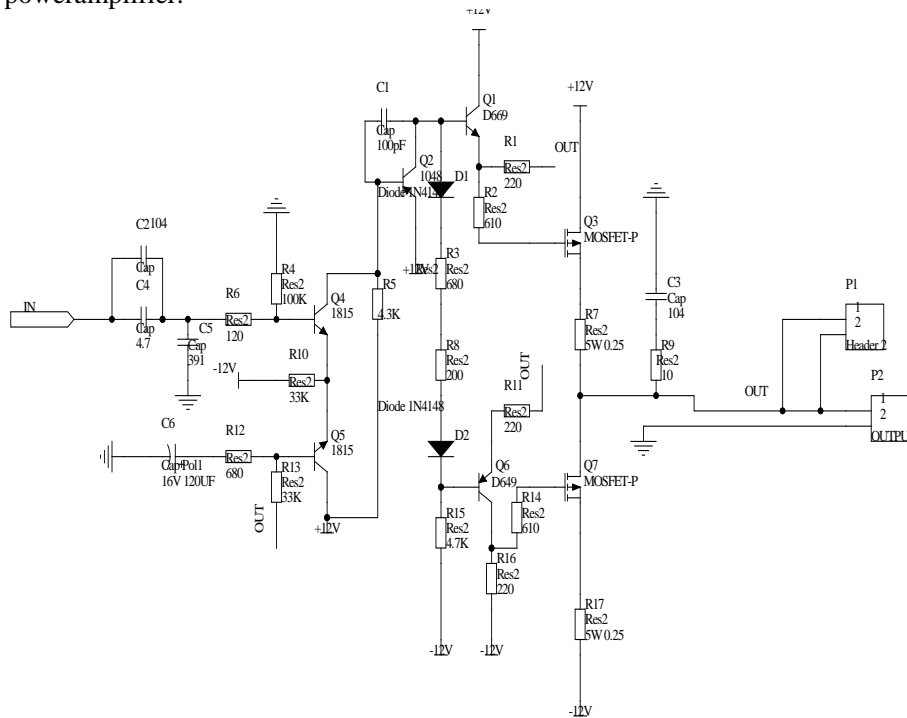 poweramplifier.
+12V
C1
Cap
100pF
Q1
D669
+12V
R1
Res2
220
OUT
Q2
1048
D1
Diode 1N414
R2
Res2
610
Q3
MOSFET-P
C2 104
Cap
C4
Cap
4.7
R4
Res2
100K
+12V
Res2
R5
4.3K
R3
Res2
680
C3
Cap
104
P1
1
2
Header 2
IN
R6
Res2
120
Q4
1815
C5
Cap
391
R7
Res2
5W 0.25
R10
Res2
33K
-12V
R8
Res2
200
R9
Res2
10
OUT
R11
Res2
220
OUT
P2
1
2
OUTPU
Diode 1N4148
C6
Cap Pol1
16V 120UF
R12
Res2
680
Q5
1815
D2
Q6
D649
Q7
MOSFET-P
R13
Res2
33K
OUT
+12V
R14
Res2
610
R15
Res2
4.7K
R16
Res2
220
R17
Res2
5W 0.25
-12V
-12V
-12V